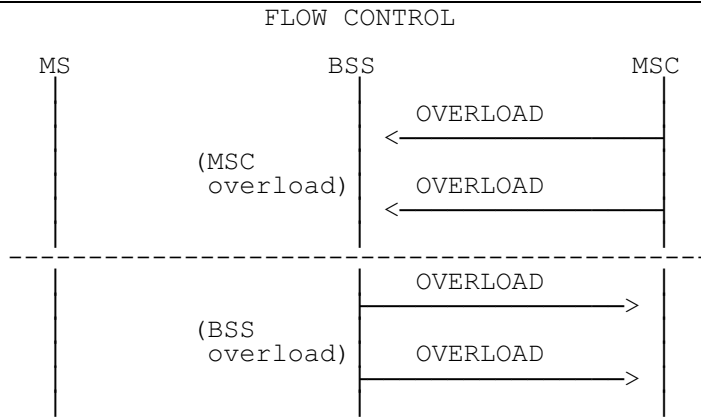 FLOW CONTROL
MS BSS MSC
OVERLOAD
(MSC
overload) OVERLOAD
OVERLOAD
(BSS
overload) OVERLOAD